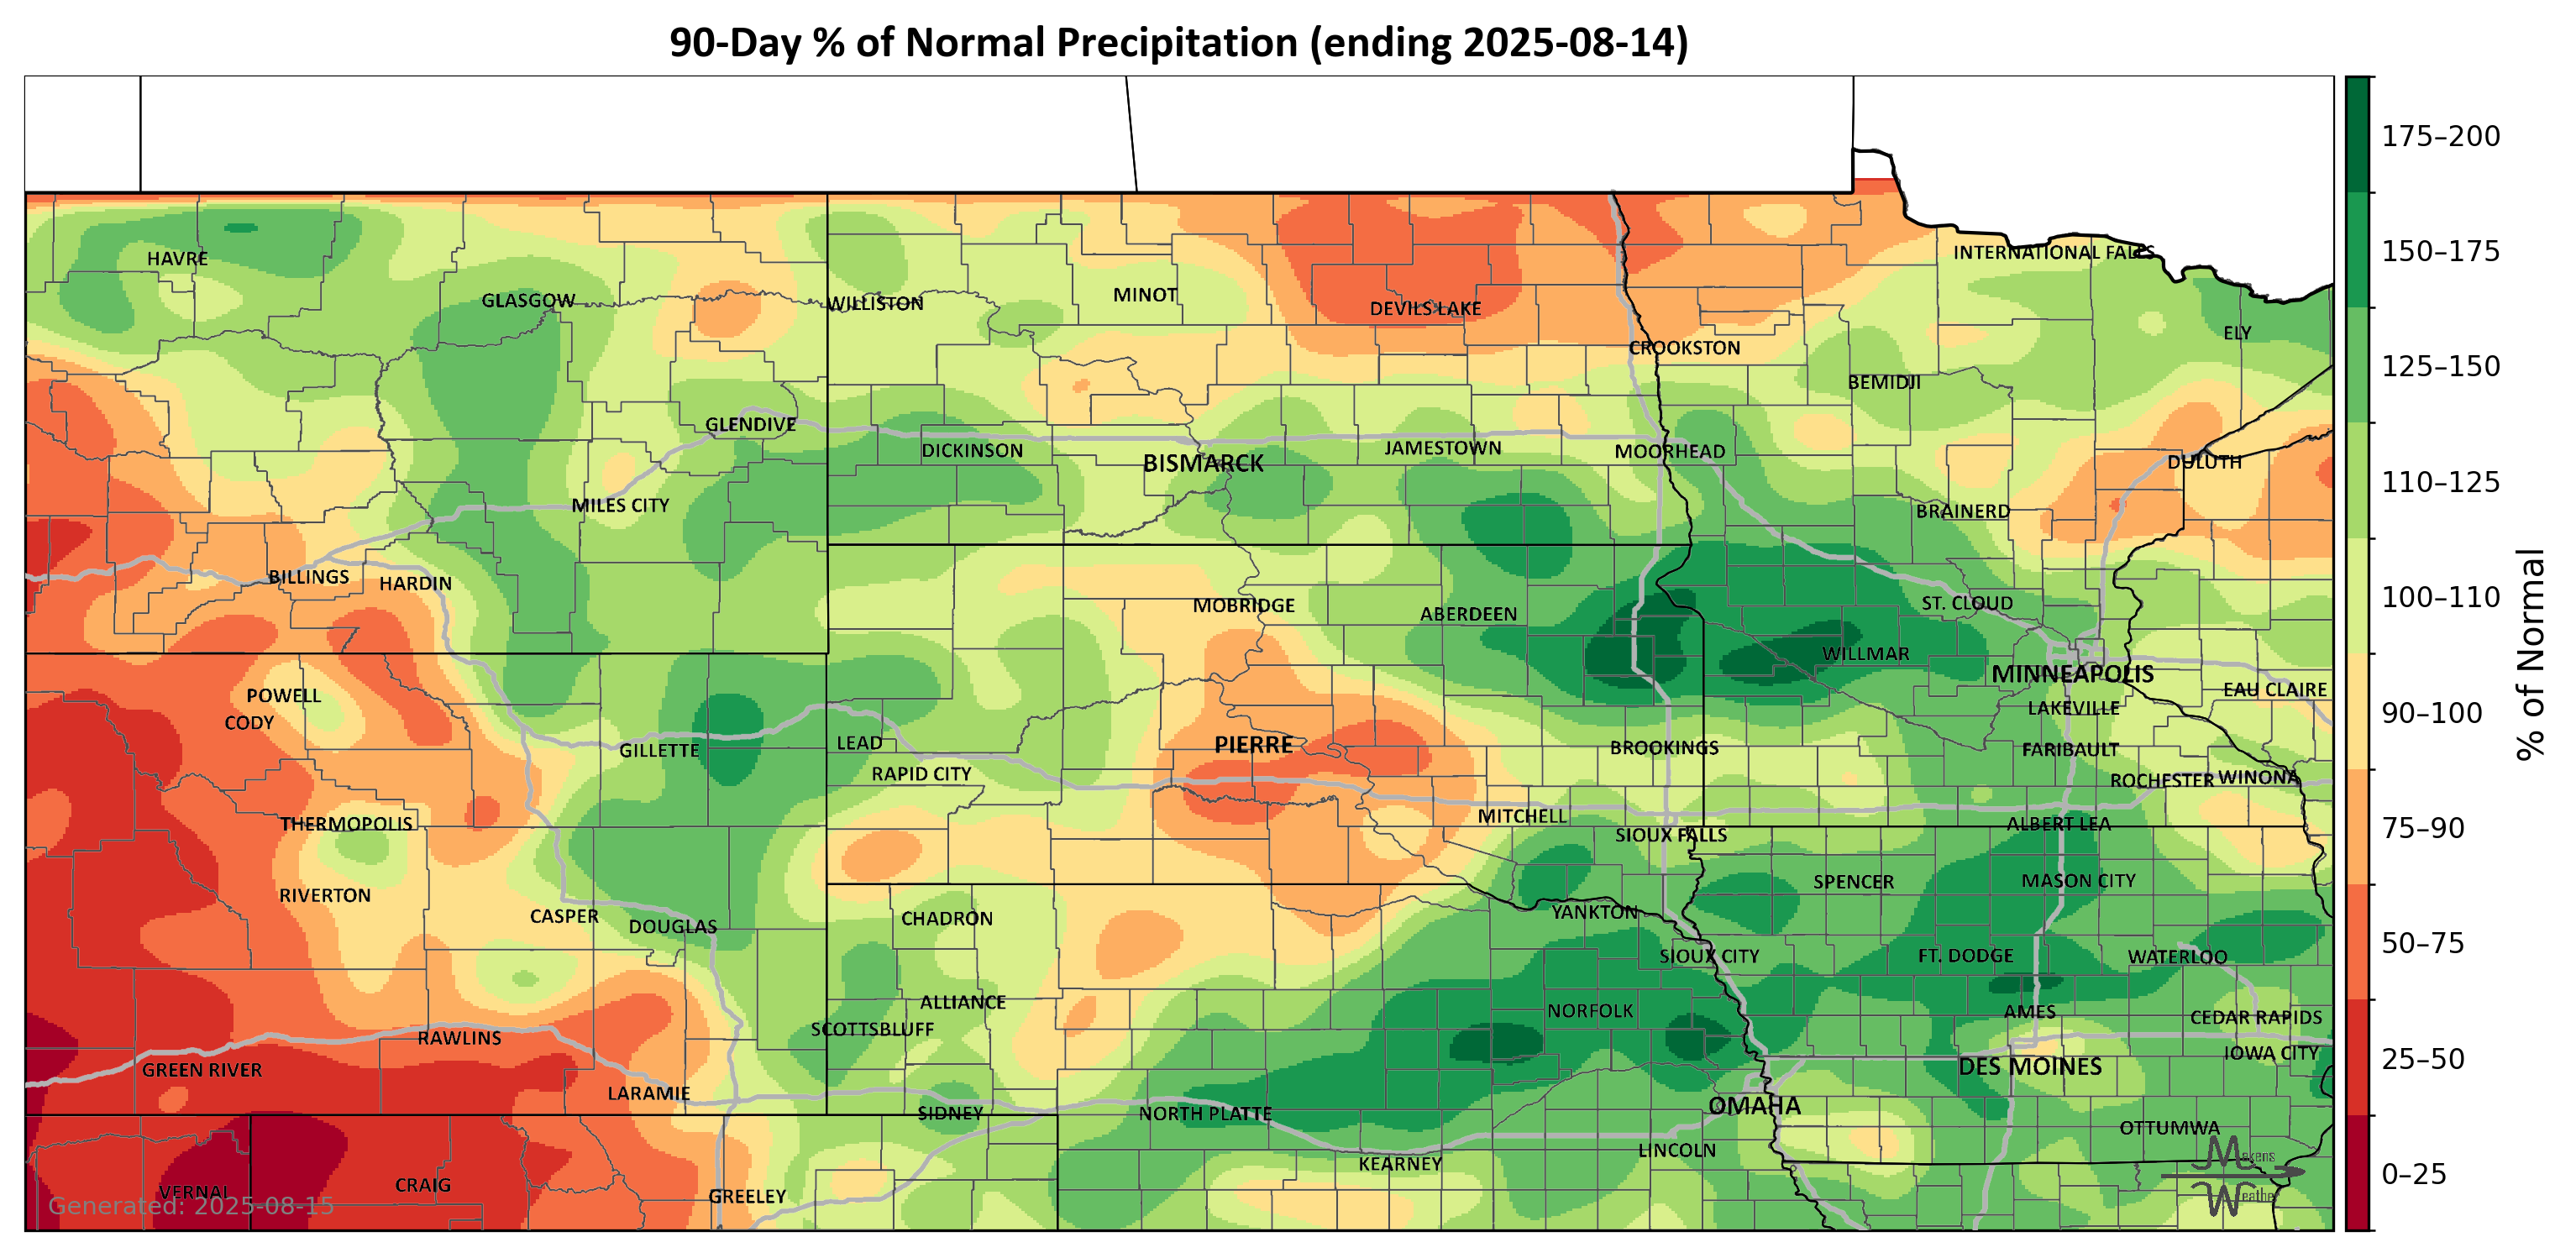 90-Day % of Normal Precipitation (ending 2025-08-14)
175–200
HAVRE
INTERNATIONAL FALLS
150–175
GLASGOW
WILLISTON
MINOT
DEVILS LAKE
ELY
CROOKSTON
125–150
BEMIDJI
GLENDIVE
DICKINSON
BISMARCK
JAMESTOWN
MOORHEAD
DULUTH
110–125
MILES CITY
BRAINERD
BILLINGS
HARDIN
MOBRIDGE
ABERDEEN
ST. CLOUD
100–110
WILLMAR
MINNEAPOLIS
% of Normal
POWELL
EAU CLAIRE
CODY
LAKEVILLE
90–100
GILLETTE
LEAD
PIERRE
BROOKINGS
FARIBAULT
RAPID CITY
ROCHESTER
WINONA
THERMOPOLIS
MITCHELL
ALBERT LEA
75–90
SIOUX FALLS
RIVERTON
SPENCER
MASON CITY
CASPER
DOUGLAS
CHADRON
YANKTON
50–75
SIOUX CITY
FT. DODGE
WATERLOO
ALLIANCE
NORFOLK
AMES
CEDAR RAPIDS
RAWLINS
SCOTTSBLUFF
IOWA CITY
25–50
GREEN RIVER
DES MOINES
LARAMIE
SIDNEY
NORTH PLATTE
OMAHA
OTTUMWA
LINCOLN
KEARNEY
Makens
Weather
0–25
VERNAL
CRAIG
GREELEY
Generated: 2025-08-15